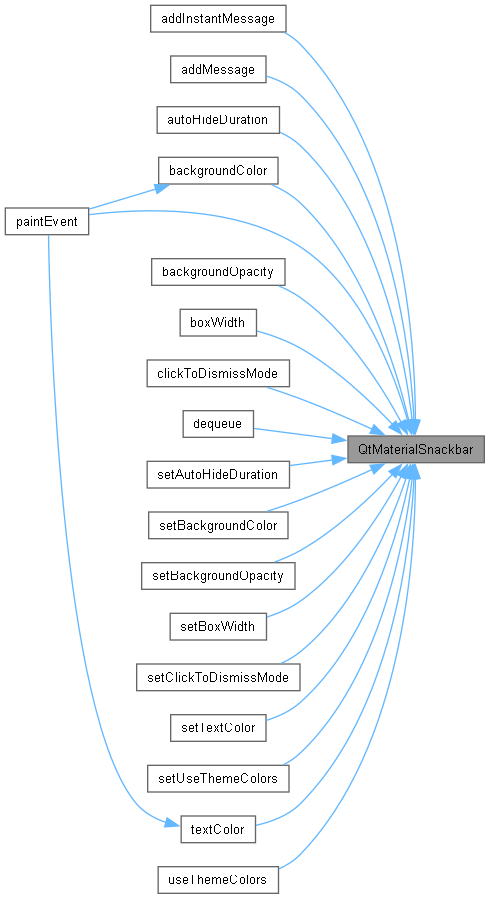 addInstantMessage
addMessage
autoHideDuration
backgroundColor
paintEvent
backgroundOpacity
boxWidth
clickToDismissMode
dequeue
QtMaterialSnackbar
setAutoHideDuration
setBackgroundColor
setBackgroundOpacity
setBoxWidth
setClickToDismissMode
setTextColor
setUseThemeColors
textColor
useThemeColors